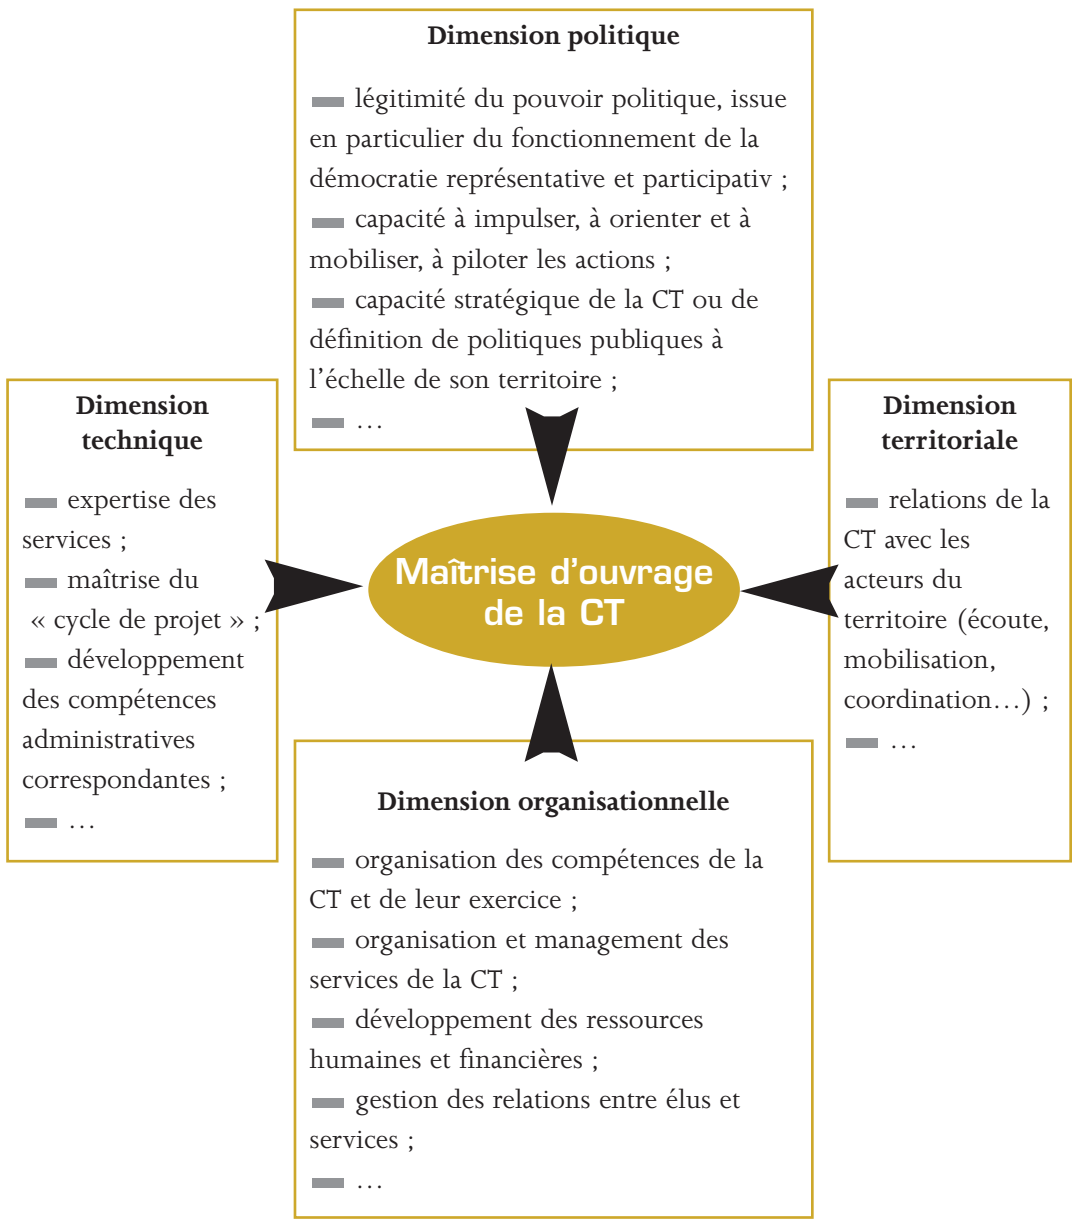 Dimension politique
légitimité du pouvoir politique, issue
en particulier du fonctionnement de la
démocratie représentative et participativ ;
capacité à impulser, à orienter et à
mobiliser, à piloter les actions ;
capacité stratégique de la CT ou de
définition de politiques publiques à
l’échelle de son territoire ;
…
Dimension
technique
expertise des
services ;
maîtrise du
« cycle de projet » ;
développement
des compétences
administratives
correspondantes ;
…
Maîtrise d’ouvrage
de la CT
Dimension
territoriale
relations de la
CT avec les
acteurs du
territoire (écoute,
mobilisation,
coordination…) ;
…
Dimension organisationnelle
organisation des compétences de la
CT et de leur exercice ;
organisation et management des
services de la CT ;
développement des ressources
humaines et financières ;
gestion des relations entre élus et
services ;
…